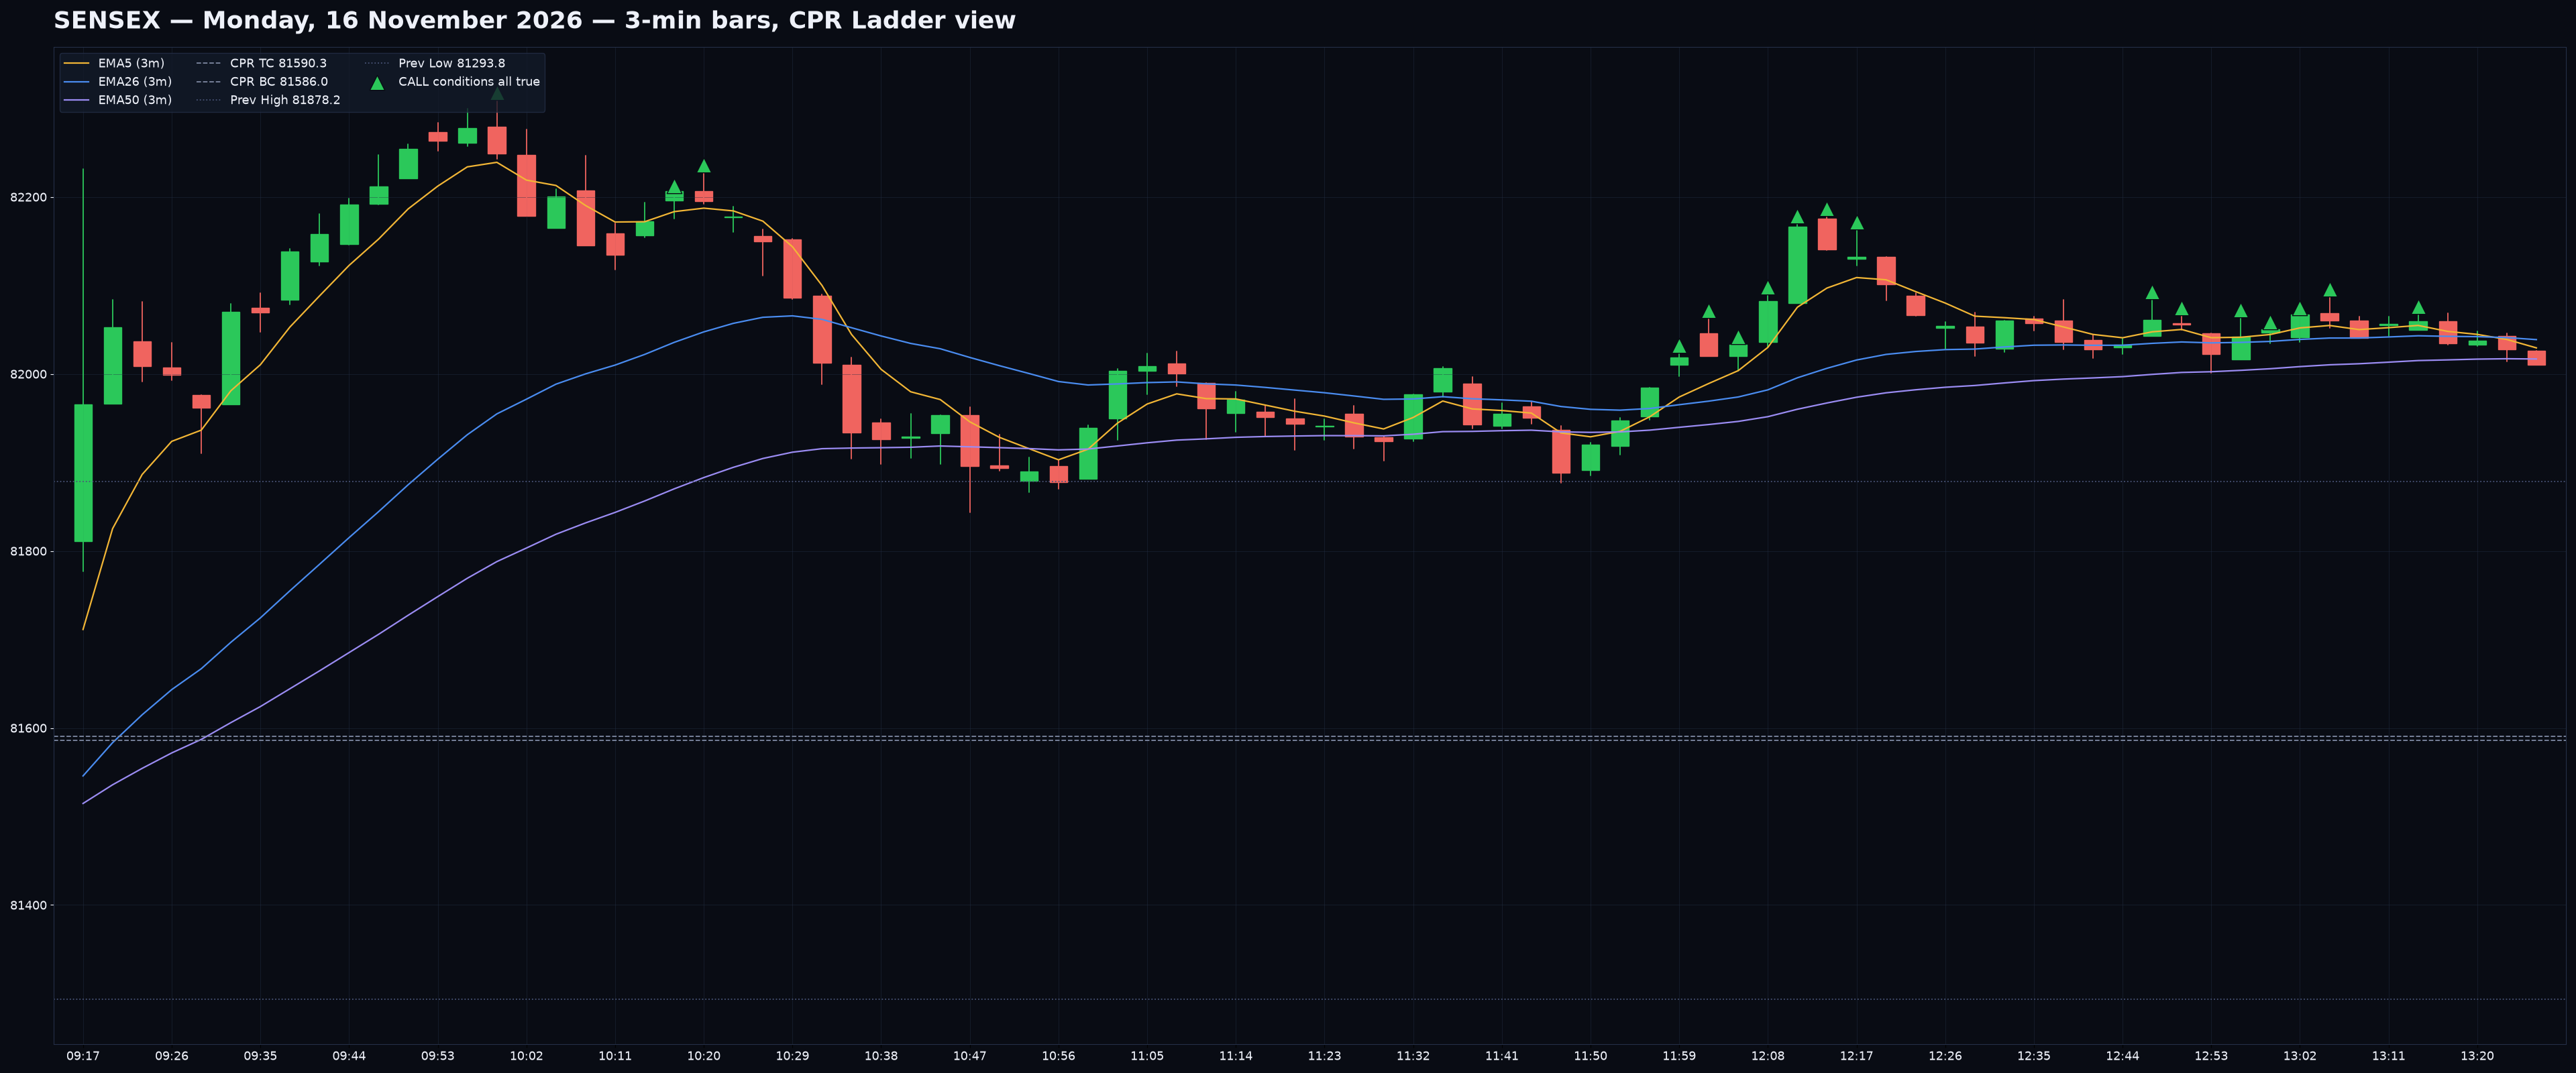 SENSEX — Monday, 16 November 2026 — 3-min bars, CPR Ladder view
EMA5 (3m)
EMA26 (3m)
EMA50 (3m)
CPR TC 81590.3
CPR BC 81586.0
Prev High 81878.2
Prev Low 81293.8
CALL conditions all true
82200
82000
81800
81600
81400
09:17 09:26 09:35 09:44 09:53 10:02 10:11 10:20 10:29 10:38 10:47 10:56 11:05 11:14 11:23 11:32 11:41 11:50 11:59 12:08 12:17 12:26 12:35 12:44 12:53 13:02 13:11 13:20